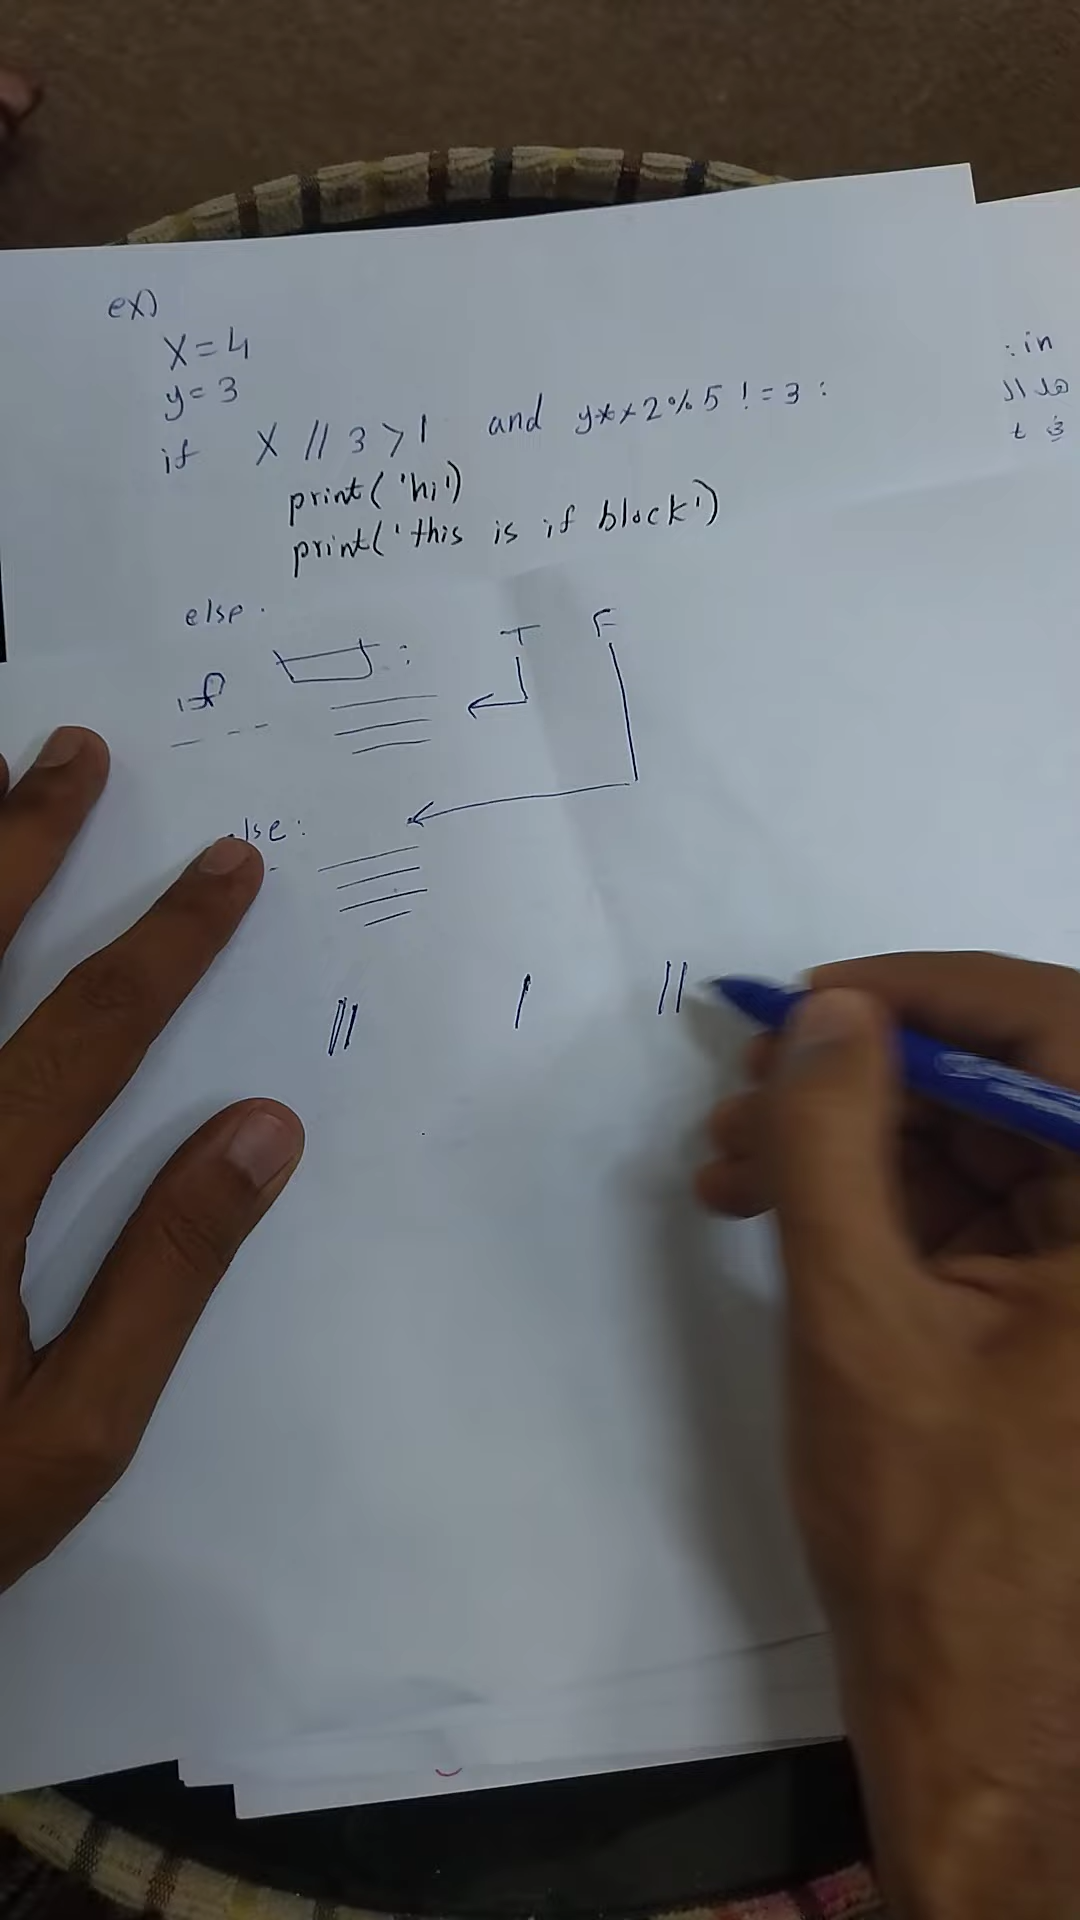 ex)
x=4
y=3
if x // 3 > 1 and y**2%5 != 3 :
print('hi')
print('this is if block')
else.
T F
if :
else:
// / //
: in